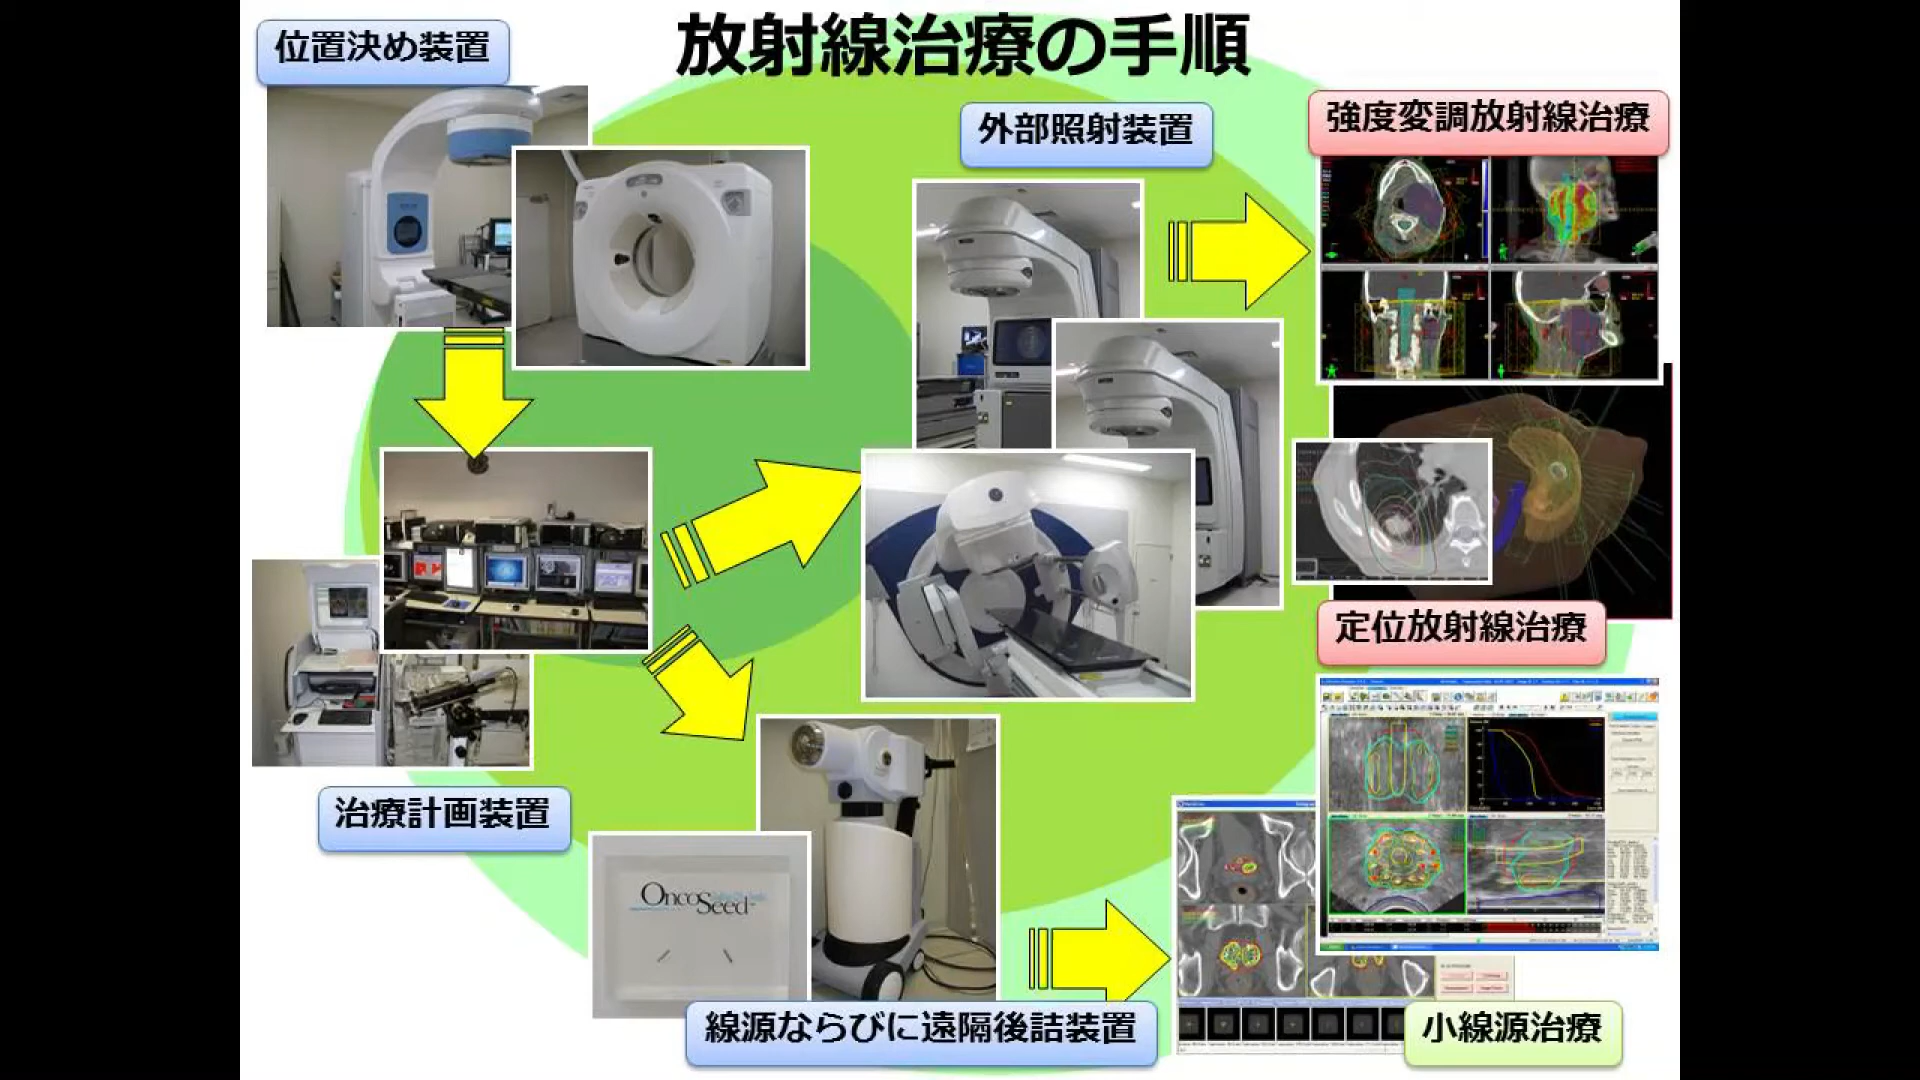 放射線治療の手順
位置決め装置
外部照射装置
強度変調放射線治療
定位放射線治療
治療計画装置
OncoSeed
線源ならびに遠隔後詰装置
小線源治療